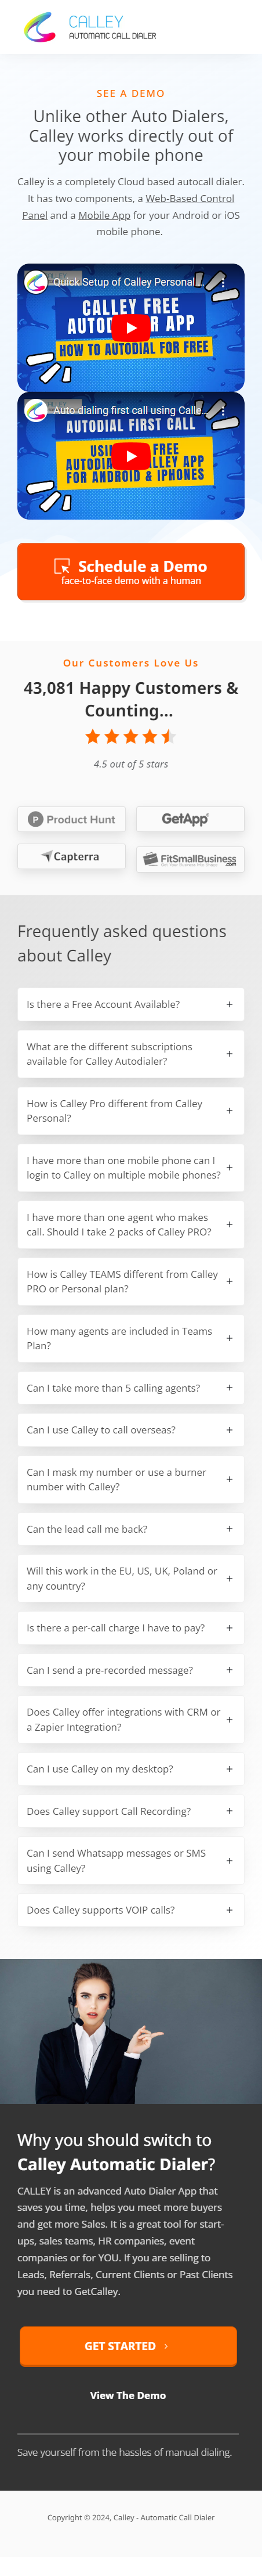 CALLEY
AUTOMATIC CALL DIALER
SEE A DEMO
Unlike other Auto Dialers,
Calley works directly out of
your mobile phone
Calley is a completely Cloud based autocall dialer.
It has two components, a Web-Based Control
Panel and a Mobile App for your Android or iOS
mobile phone.
Quick Setup of Calley Personal...
CALLEY FREE
HOW TO AUTODIAL FOR FREE
Auto dialing first call using Calle...
AUTODIAL FIRST CALL
FOR ANDROID & IPHONES
Schedule a Demo
face-to-face demo with a human
Our Customers Love Us
43,081 Happy Customers &
Counting...
4.5 out of 5 stars
Product Hunt
GetApp
Capterra
FitSmallBusiness
.com
Frequently asked questions
about Calley
Is there a Free Account Available?
+
What are the different subscriptions
available for Calley Autodialer?
+
How is Calley Pro different from Calley
Personal?
+
I have more than one mobile phone can I
login to Calley on multiple mobile phones?
+
I have more than one agent who makes
call. Should I take 2 packs of Calley PRO?
+
How is Calley TEAMS different from Calley
PRO or Personal plan?
+
How many agents are included in Teams
Plan?
+
Can I take more than 5 calling agents?
+
Can I use Calley to call overseas?
+
Can I mask my number or use a burner
number with Calley?
+
Can the lead call me back?
+
Will this work in the EU, US, UK, Poland or
any country?
+
Is there a per-call charge I have to pay?
+
Can I send a pre-recorded message?
+
Does Calley offer integrations with CRM or
a Zapier Integration?
+
Can I use Calley on my desktop?
+
Does Calley support Call Recording?
+
Can I send Whatsapp messages or SMS
using Calley?
+
Does Calley supports VOIP calls?
+
Why you should switch to
Calley Automatic Dialer?
CALLEY is an advanced Auto Dialer App that
saves you time, helps you meet more buyers
and get more Sales. It is a great tool for start-
ups, sales teams, HR companies, event
companies or for YOU. If you are selling to
Leads, Referrals, Current Clients or Past Clients
you need to GetCalley.
GET STARTED
View The Demo
Save yourself from the hassles of manual dialing.
Copyright © 2024, Calley - Automatic Call Dialer